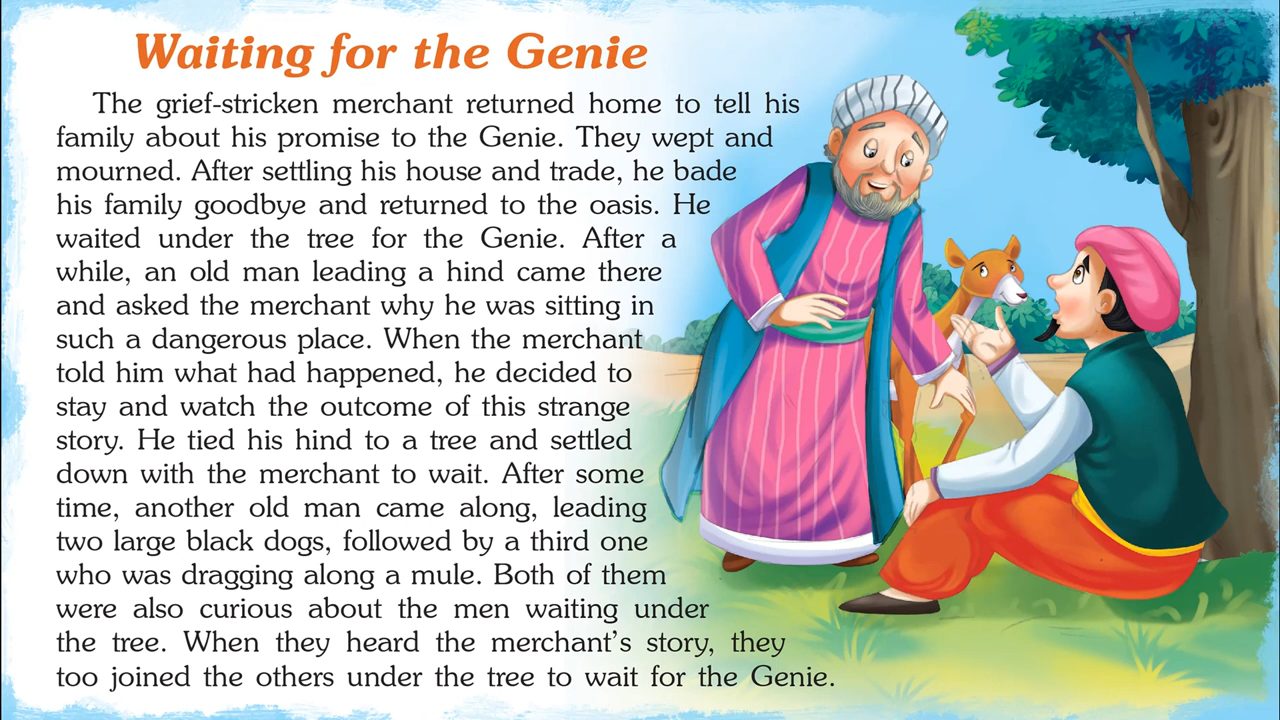 Waiting for the Genie
The grief-stricken merchant returned home to tell his
family about his promise to the Genie. They wept and
mourned. After settling his house and trade, he bade
his family goodbye and returned to the oasis. He
waited under the tree for the Genie. After a
while, an old man leading a hind came there
and asked the merchant why he was sitting in
such a dangerous place. When the merchant
told him what had happened, he decided to
stay and watch the outcome of this strange
story. He tied his hind to a tree and settled
down with the merchant to wait. After some
time, another old man came along, leading
two large black dogs, followed by a third one
who was dragging along a mule. Both of them
were also curious about the men waiting under
the tree. When they heard the merchant's story, they
too joined the others under the tree to wait for the Genie.